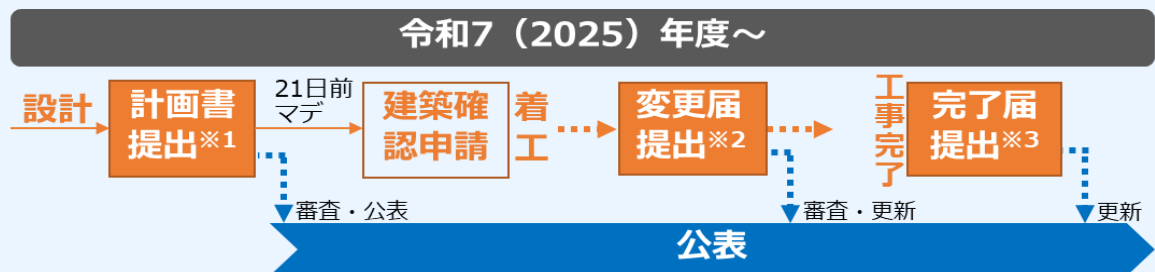 令和7（2025）年度～
設計
計画書
提出※1
21日前
マデ
建築確
認申請
着
工
変更届
提出※2
工
事
完
了
完了届
提出※3
審査・公表
審査・更新
更新
公表